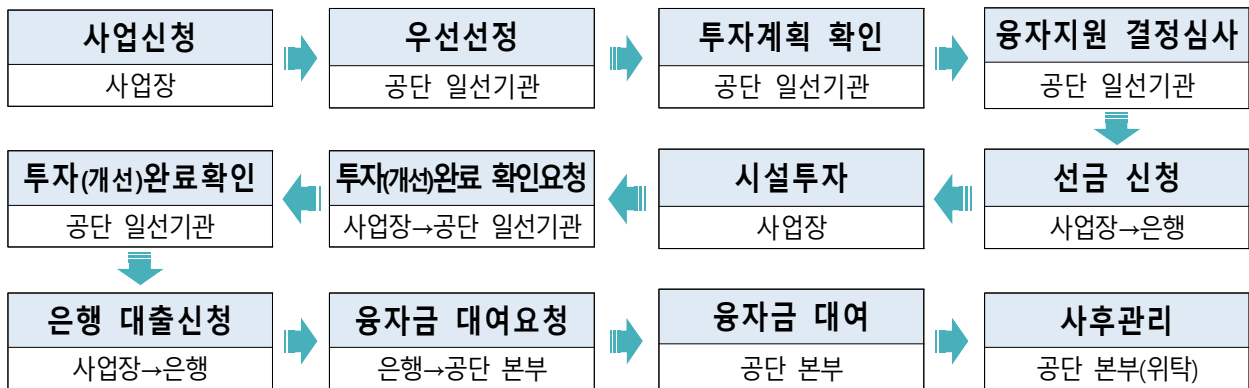 사업신청
사업장
우선선정
공단 일선기관
투자계획 확인
공단 일선기관
융자지원 결정심사
공단 일선기관
선금 신청
사업장→은행
시설투자
사업장
투자(개선)완료 확인요청
사업장→공단 일선기관
투자(개선)완료확인
공단 일선기관
은행 대출신청
사업장→은행
융자금 대여요청
은행→공단 본부
융자금 대여
공단 본부
사후관리
공단 본부(위탁)